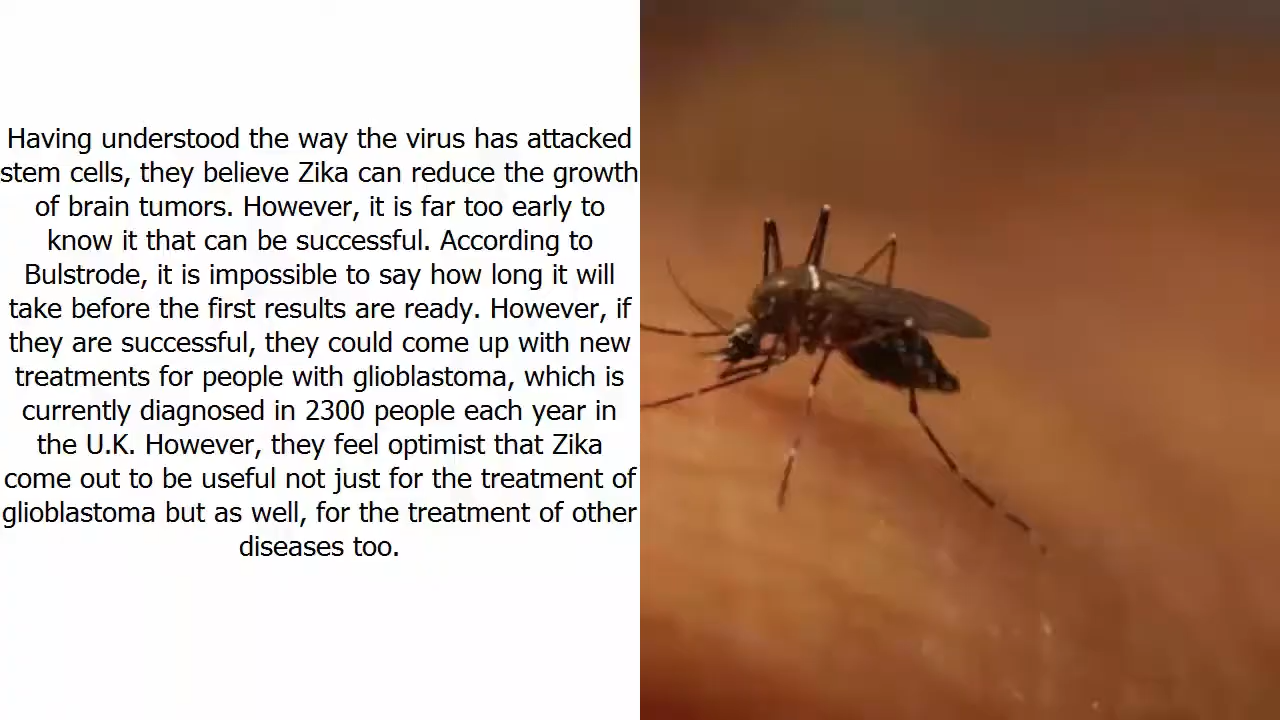 Having understood the way the virus has attacked
stem cells, they believe Zika can reduce the growth
of brain tumors. However, it is far too early to
know it that can be successful. According to
Bulstrode, it is impossible to say how long it will
take before the first results are ready. However, if
they are successful, they could come up with new
treatments for people with glioblastoma, which is
currently diagnosed in 2300 people each year in
the U.K. However, they feel optimist that Zika
come out to be useful not just for the treatment of
glioblastoma but as well, for the treatment of other
diseases too.